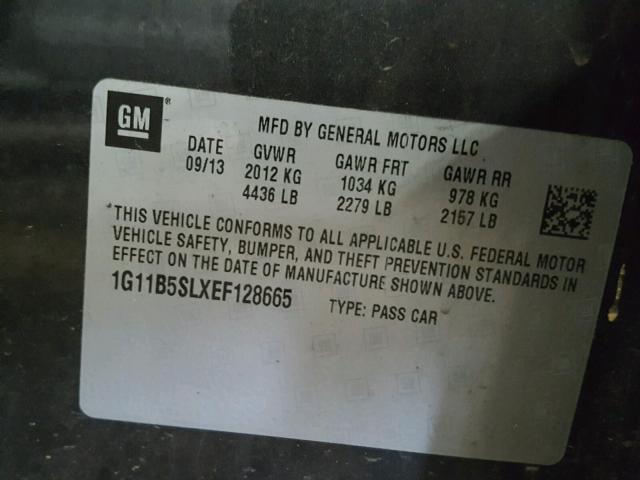 GM®
MFD BY GENERAL MOTORS LLC
DATE GVWR GAWR FRT GAWR RR
09/13 2012 KG 1034 KG 978 KG
4436 LB 2279 LB 2157 LB
THIS VEHICLE CONFORMS TO ALL APPLICABLE U.S. FEDERAL MOTOR
VEHICLE SAFETY, BUMPER, AND THEFT PREVENTION STANDARDS IN
EFFECT ON THE DATE OF MANUFACTURE SHOWN ABOVE.
1G11B5SLXEF128665 TYPE: PASS CAR